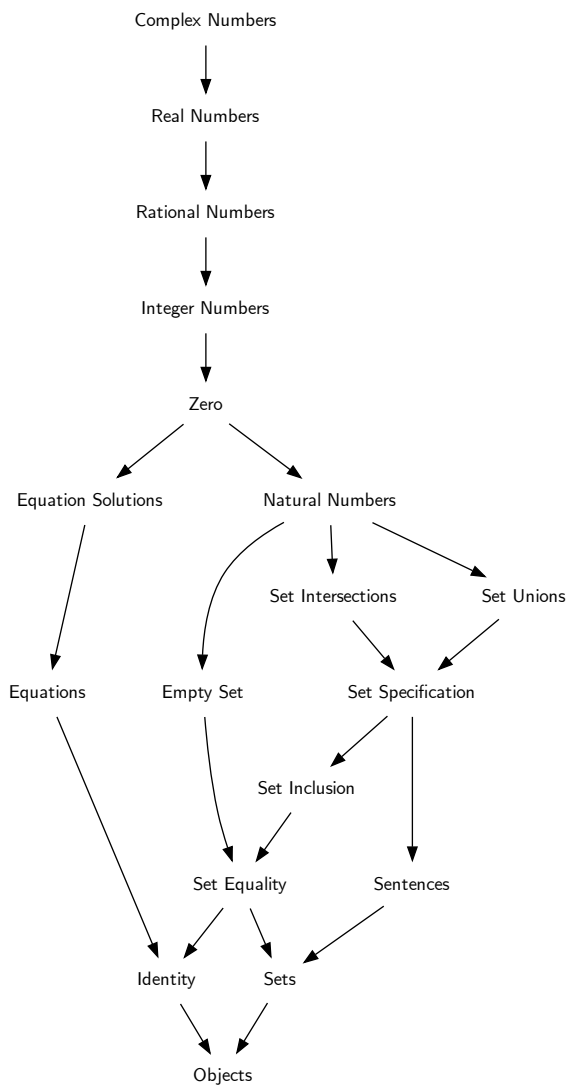 Complex Numbers
Real Numbers
Rational Numbers
Integer Numbers
Zero
Equation Solutions
Natural Numbers
Set Intersections
Set Unions
Equations
Empty Set
Set Specification
Set Inclusion
Set Equality
Sentences
Identity
Sets
Objects